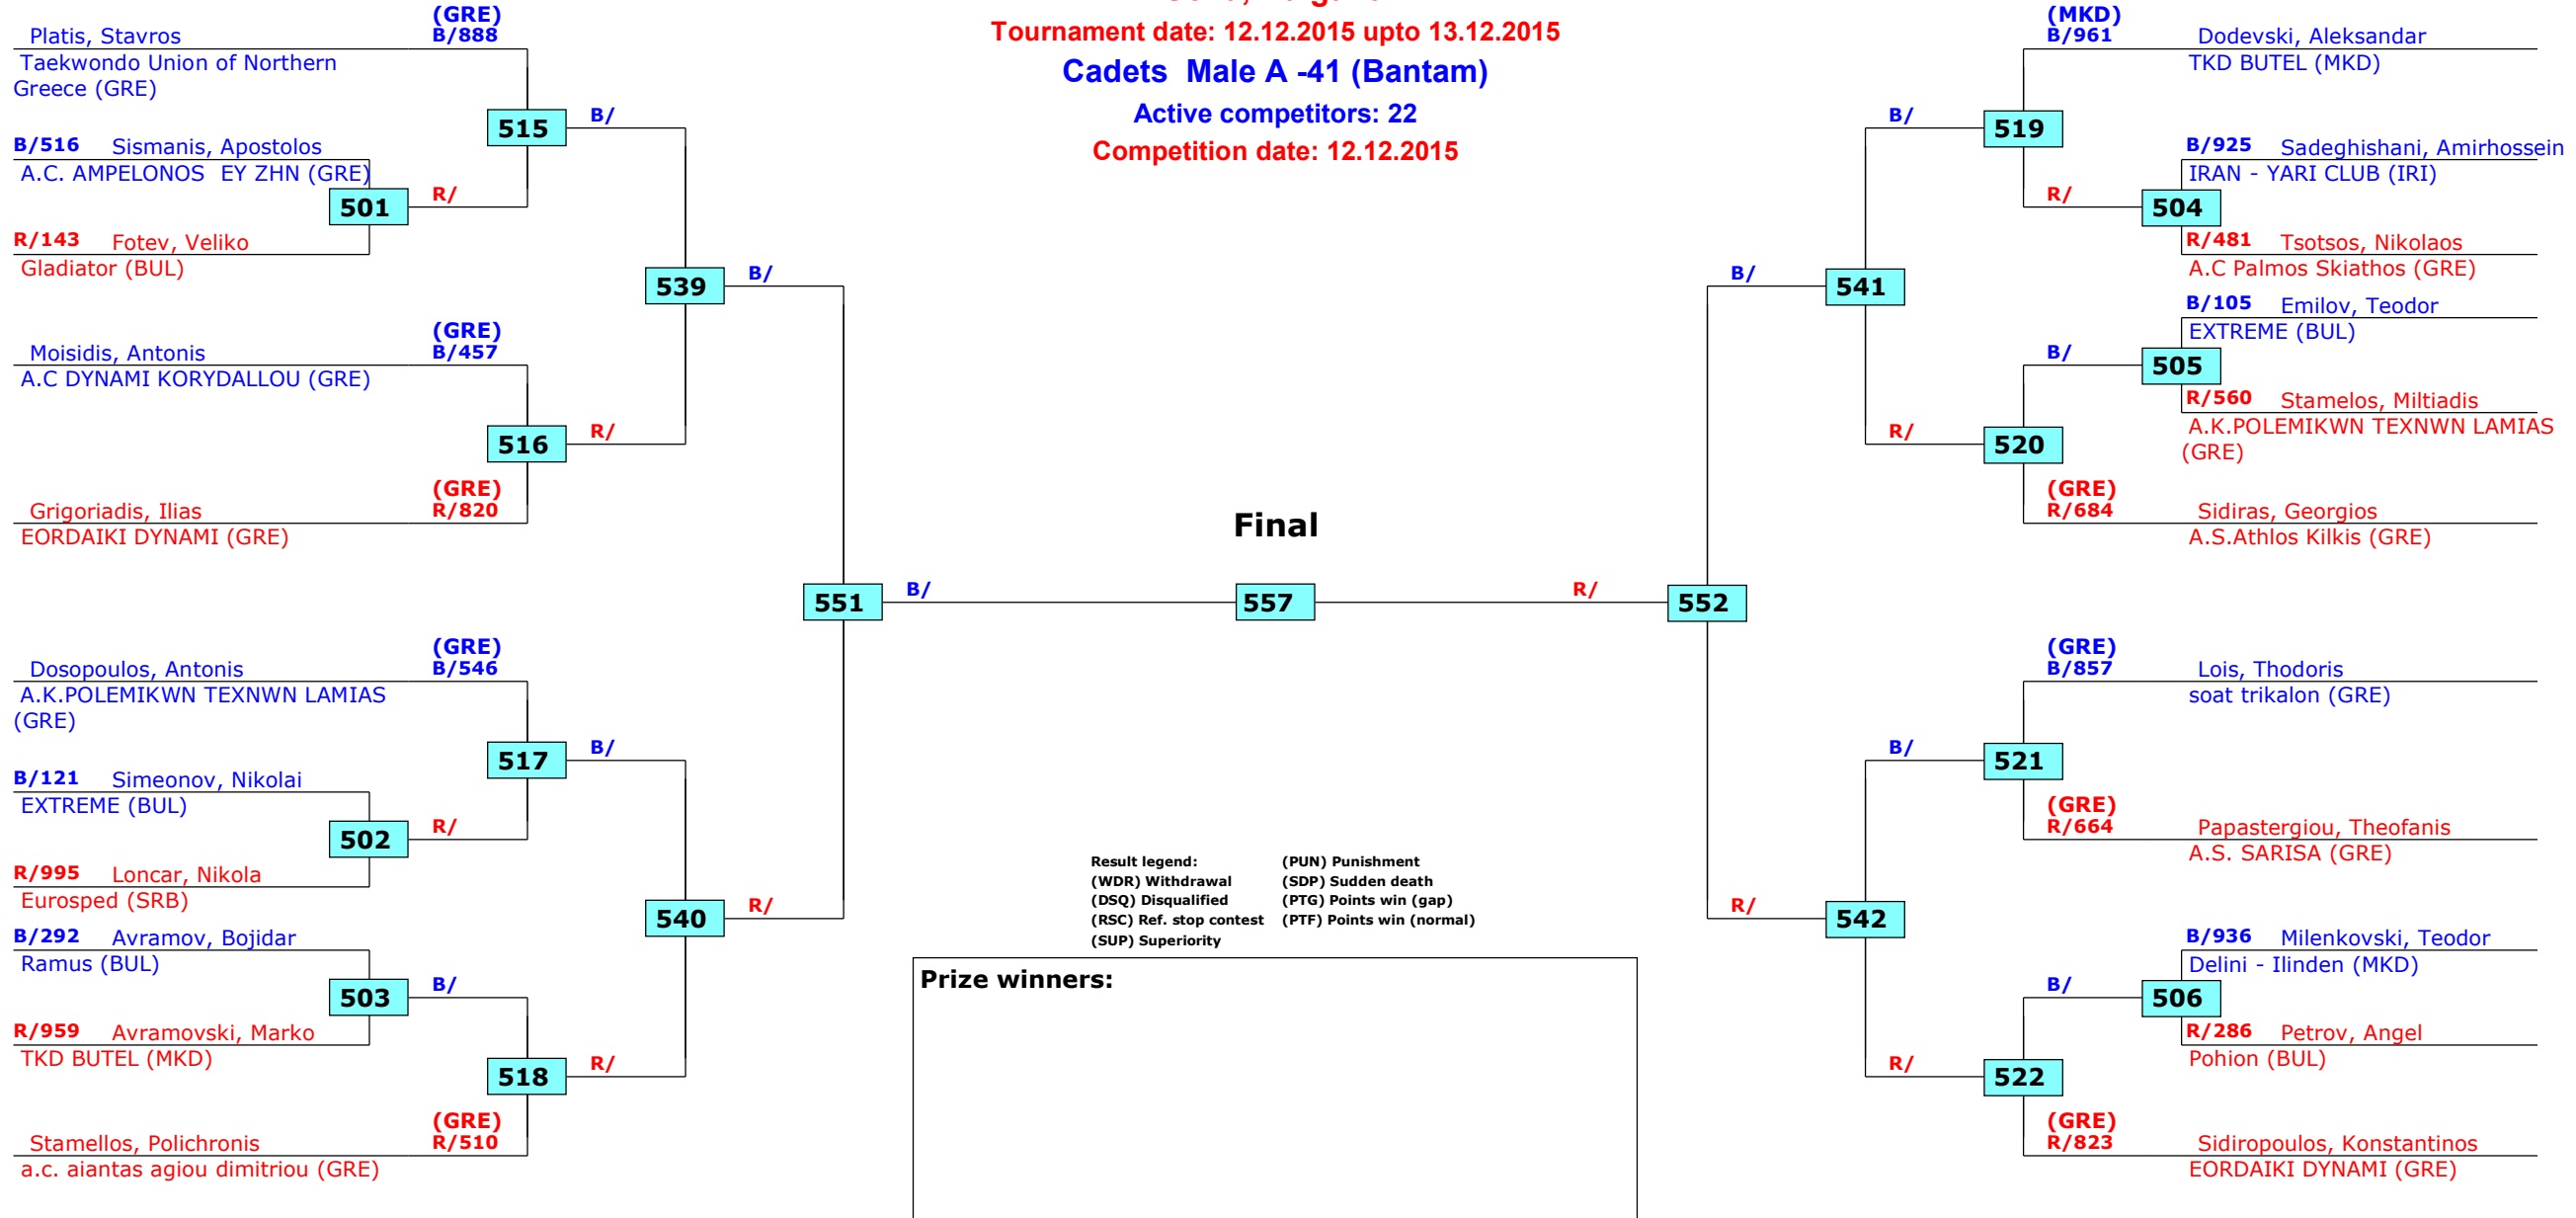 Tournament date: 12.12.2015 upto 13.12.2015
Cadets Male A -41 (Bantam)
Active competitors: 22
Competition date: 12.12.2015
(GRE)
Platis, Stavros B/888
Taekwondo Union of Northern
Greece (GRE)
515 B/
B/516 Sismanis, Apostolos
A.C. AMPELONOS EY ZHN (GRE)
501 R/
R/143 Fotev, Veliko
Gladiator (BUL)
539 B/
(GRE)
Moisidis, Antonis B/457
A.C DYNAMI KORYDALLOU (GRE)
516 R/
(GRE)
Grigoriadis, Ilias R/820
EORDAIKI DYNAMI (GRE)
551 B/
(GRE)
Dosopoulos, Antonis B/546
A.K.POLEMIKWN TEXNWN LAMIAS
(GRE)
517 B/
B/121 Simeonov, Nikolai
EXTREME (BUL)
502 R/
R/995 Loncar, Nikola
Eurosped (SRB)
540 R/
B/292 Avramov, Bojidar
Ramus (BUL)
503 B/
R/959 Avramovski, Marko
TKD BUTEL (MKD)
518 R/
(GRE)
Stamellos, Polichronis R/510
a.c. aiantas agiou dimitriou (GRE)
Final
557
Result legend: (PUN) Punishment
(WDR) Withdrawal (SDP) Sudden death
(DSQ) Disqualified (PTG) Points win (gap)
(RSC) Ref. stop contest (PTF) Points win (normal)
(SUP) Superiority
Prize winners:
(MKD)
B/961 Dodevski, Aleksandar
TKD BUTEL (MKD)
B/ 519
B/925 Sadeghishani, Amirhossein
IRAN - YARI CLUB (IRI)
R/ 504
R/481 Tsotsos, Nikolaos
A.C Palmos Skiathos (GRE)
B/ 541
B/105 Emilov, Teodor
EXTREME (BUL)
B/ 505
R/560 Stamelos, Miltiadis
A.K.POLEMIKWN TEXNWN LAMIAS
(GRE)
R/ 520
(GRE)
R/684 Sidiras, Georgios
A.S.Athlos Kilkis (GRE)
R/ 552
(GRE)
B/857 Lois, Thodoris
soat trikalon (GRE)
B/ 521
(GRE)
R/664 Papastergiou, Theofanis
A.S. SARISA (GRE)
R/ 542
B/936 Milenkovski, Teodor
Delini - Ilinden (MKD)
B/ 506
R/286 Petrov, Angel
Pohion (BUL)
R/ 522
(GRE)
R/823 Sidiropoulos, Konstantinos
EORDAIKI DYNAMI (GRE)